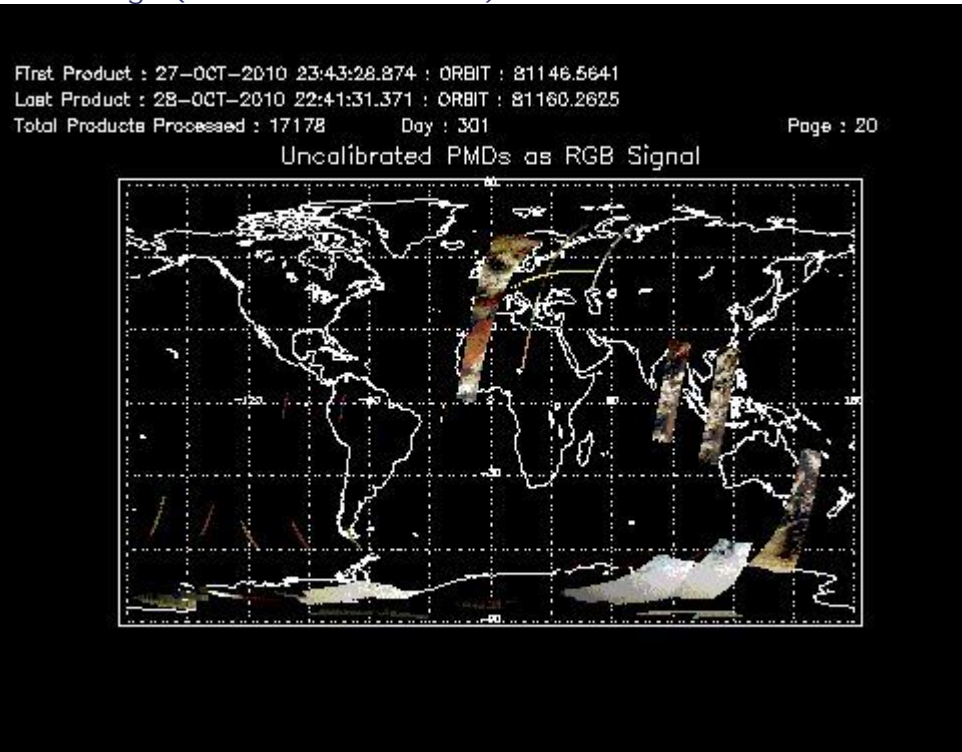 First Product : 27-OCT-2010 23:43:28.874 : ORBIT : 81146.5641
Last Product : 28-OCT-2010 22:41:31.371 : ORBIT : 81160.2625
Total Products Processed : 17178 Day : 301 Page : 20
Uncalibrated PMDs as RGB Signal